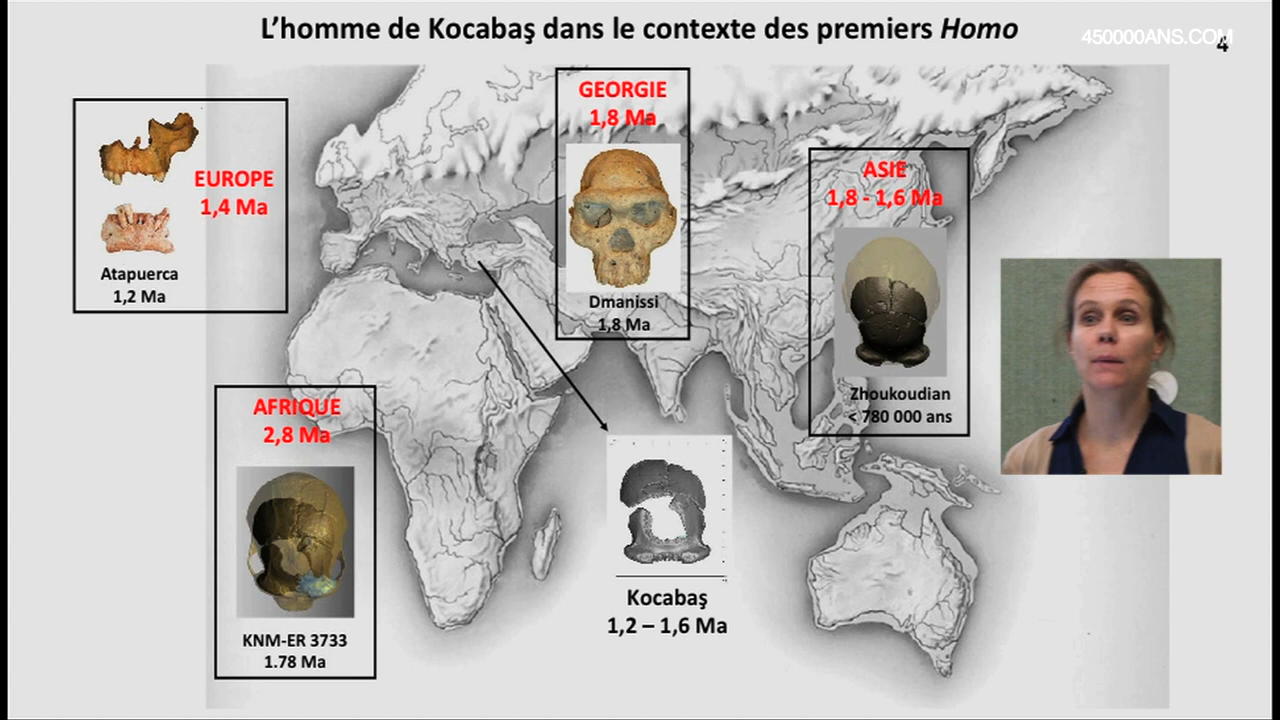 L’homme de Kocabaş dans le contexte des premiers Homo
450000ANS.COM
4
GEORGIE
1,8 Ma
Dmanissi
1,8 Ma
EUROPE
1,4 Ma
Atapuerca
1,2 Ma
ASIE
1,8 - 1,6 Ma
Zhoukoudian
< 780 000 ans
AFRIQUE
2,8 Ma
KNM-ER 3733
1.78 Ma
Kocabaş
1,2 – 1,6 Ma